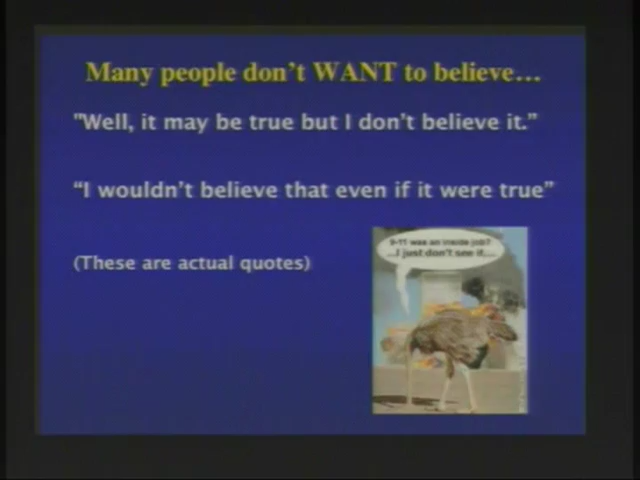 Many people don't WANT to believe…
"Well, it may be true but I don't believe it.”
“I wouldn't believe that even if it were true”
(These are actual quotes)
9-11 was an inside job?
...I just don't see it....